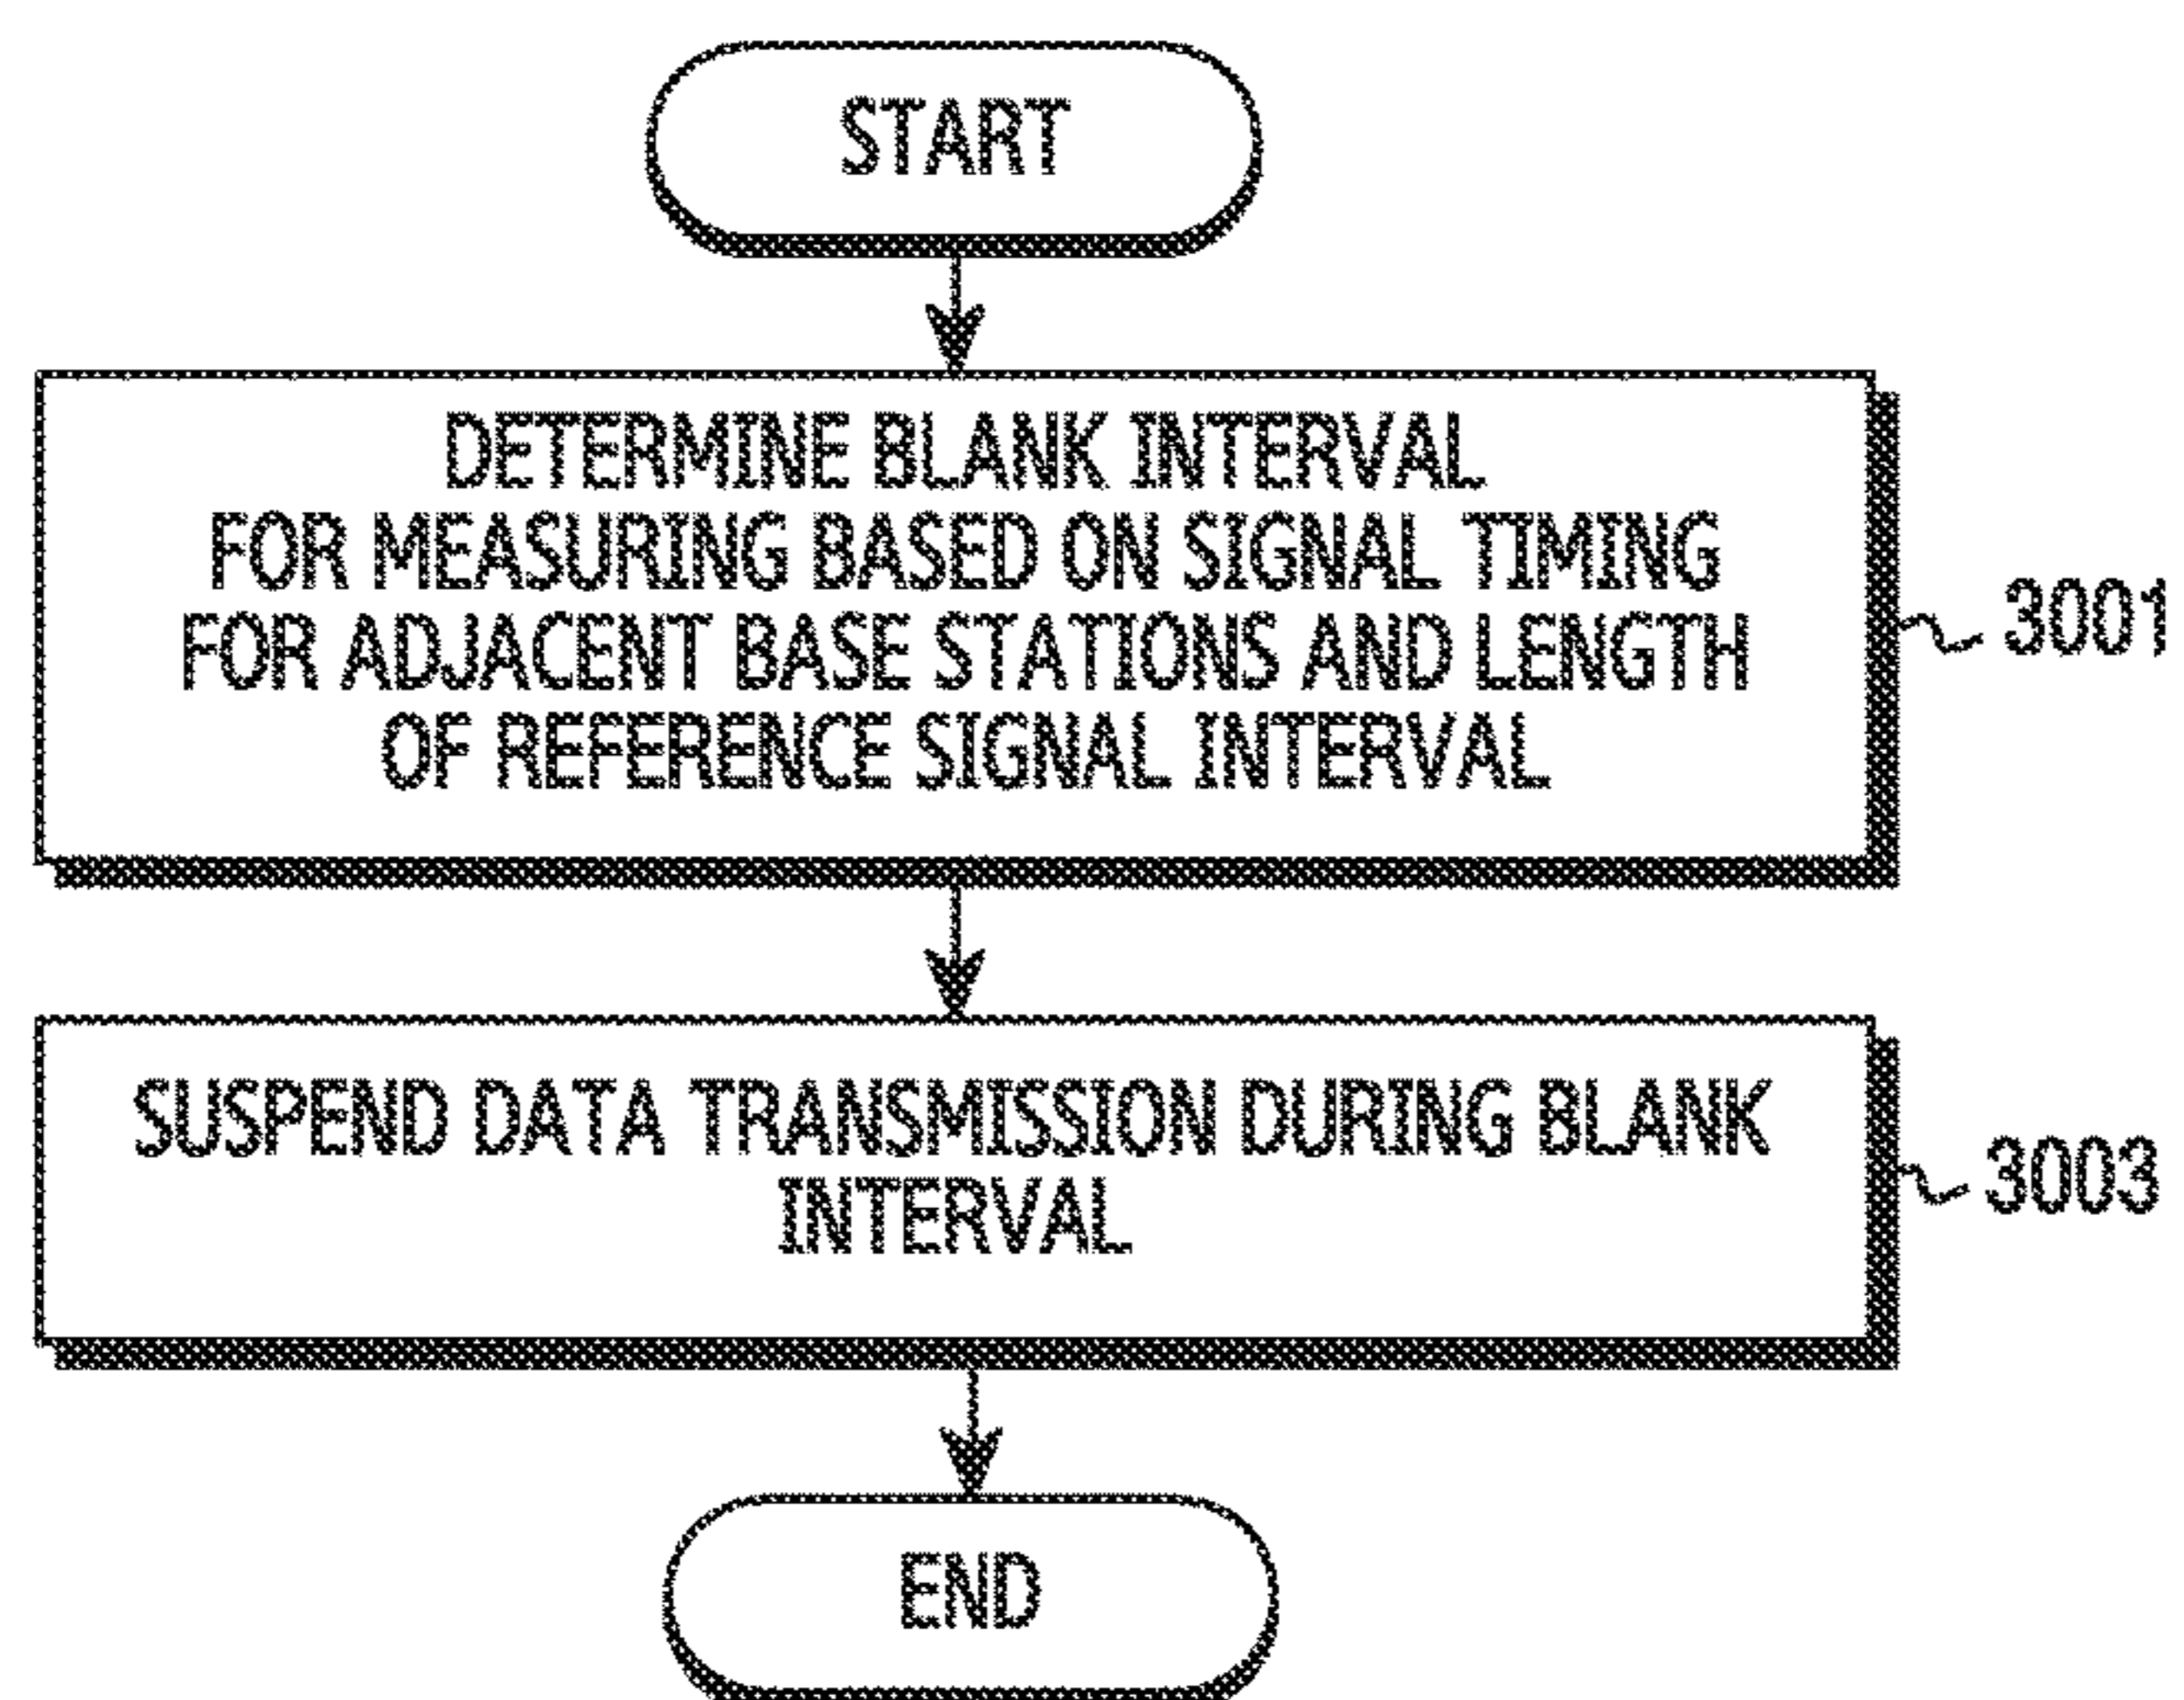 START
DETERMINE BLANK INTERVAL
FOR MEASURING BASED ON SIGNAL TIMING
FOR ADJACENT BASE STATIONS AND LENGTH
OF REFERENCE SIGNAL INTERVAL
3001
SUSPEND DATA TRANSMISSION DURING BLANK
INTERVAL
3003
END